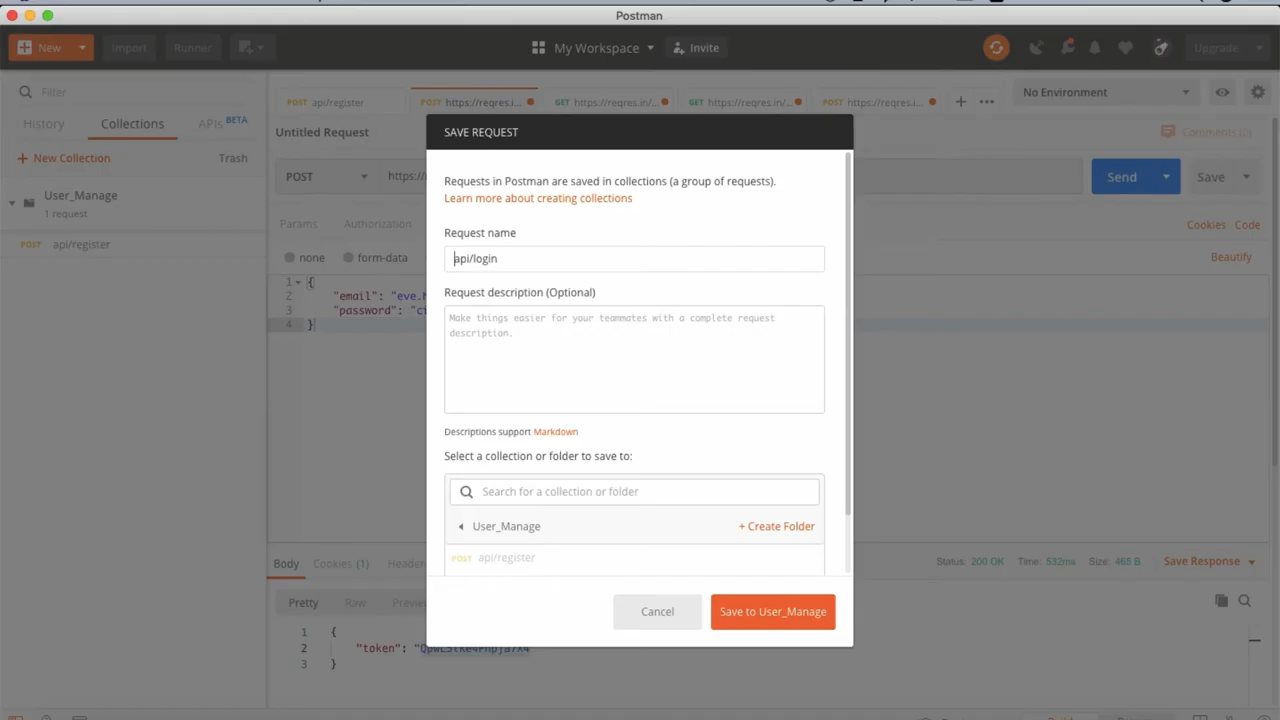 Postman
New
Import
Runner
My Workspace
Invite
Upgrade
Filter
History
Collections
APIs BETA
New Collection
Trash
User_Manage
1 request
POST api/register
POST api/register
POST https://reqres.i...
GET https://reqres.in/...
GET https://reqres.in/...
POST https://reqres.i...
No Environment
Untitled Request
Comments (0)
POST
https:/
Send
Save
Params
Authorization
Cookies
Code
none
form-data
Beautify
1 {
2 "email": "eve.
3 "password": "ci
4 }
SAVE REQUEST
Requests in Postman are saved in collections (a group of requests).
Learn more about creating collections
Request name
api/login
Request description (Optional)
Make things easier for your teammates with a complete request
description.
Descriptions support Markdown
Select a collection or folder to save to:
Search for a collection or folder
User_Manage
+ Create Folder
POST api/register
Cancel
Save to User_Manage
Body
Cookies (1)
Header
Status: 200 OK
Time: 532ms
Size: 465 B
Save Response
Pretty
Raw
Preview
1 {
2 "token":
3 }